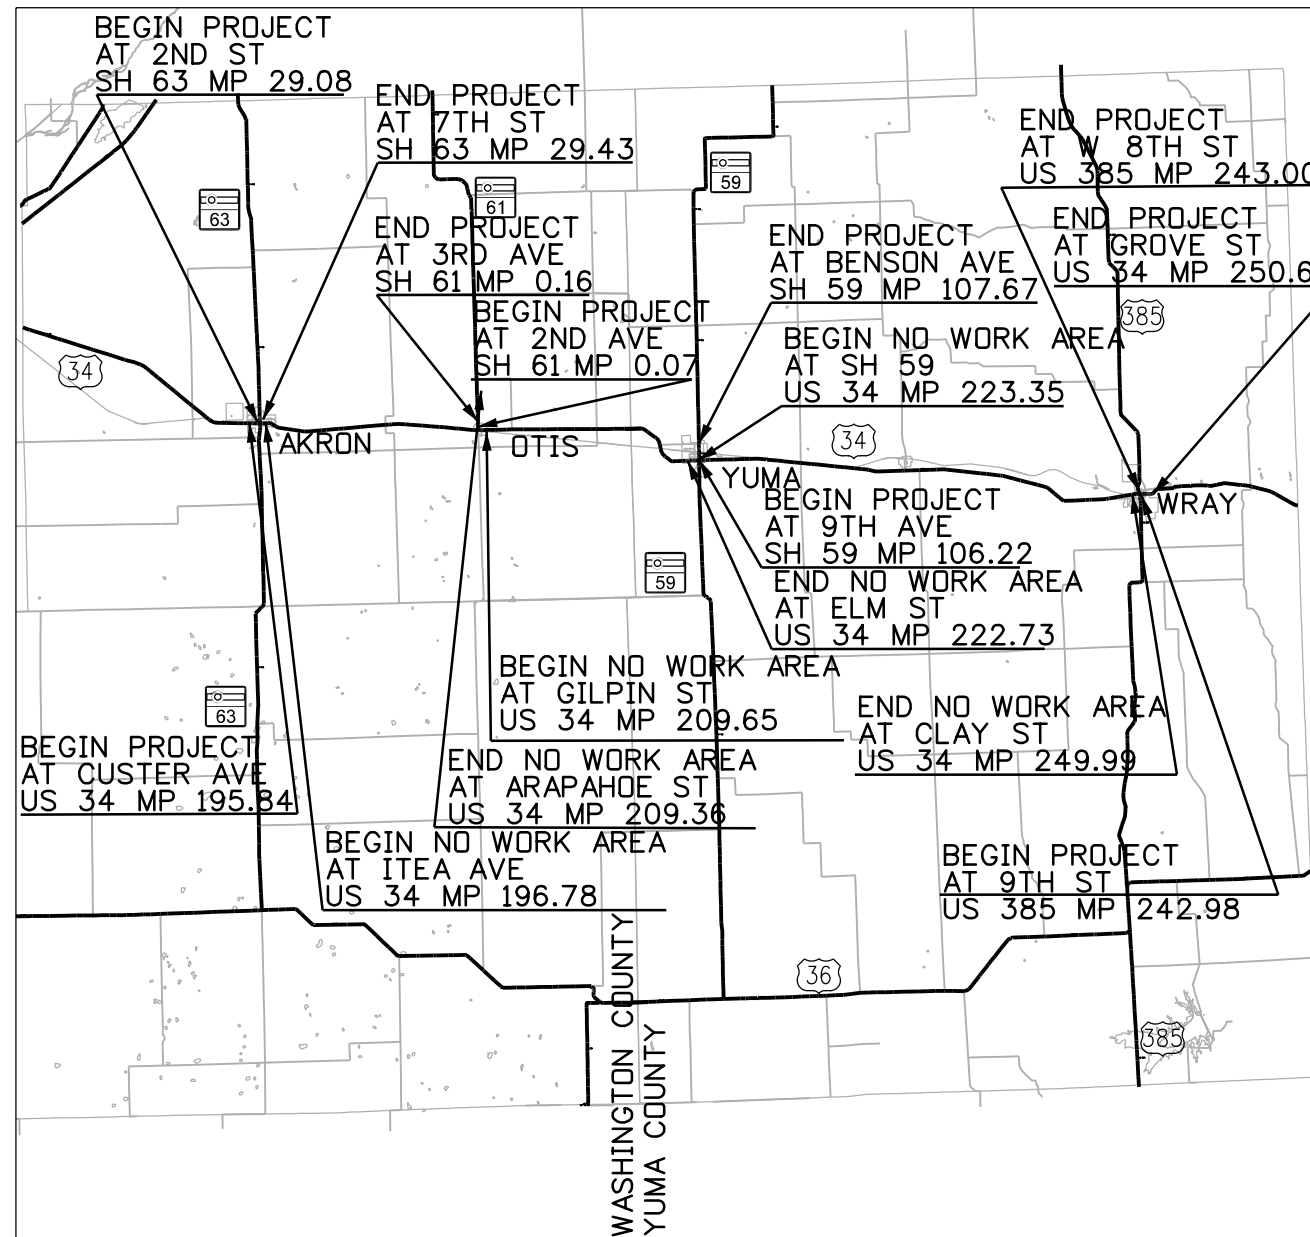 BEGIN PROJECT
AT 2ND ST
SH 63 MP 29.08
END PROJECT
AT 7TH ST
SH 63 MP 29.43
END PROJECT
AT W 8TH ST
US 385 MP 243.00
59
63
61
END PROJECT
AT 3RD AVE
SH 61 MP 0.16
END PROJECT
AT BENSON AVE
SH 59 MP 107.67
END PROJECT
AT GROVE ST
US 34 MP 250.6
BEGIN PROJECT
AT 2ND AVE
SH 61 MP 0.07
BEGIN NO WORK AREA
AT SH 59
US 34 MP 223.35
385
34
AKRON
OTIS
34
YUMA
WRAY
BEGIN PROJECT
AT 9TH AVE
SH 59 MP 106.22
59
END NO WORK AREA
AT ELM ST
US 34 MP 222.73
BEGIN NO WORK AREA
AT GILPIN ST
US 34 MP 209.65
63
END NO WORK AREA
AT CLAY ST
US 34 MP 249.99
BEGIN PROJECT
AT CUSTER AVE
US 34 MP 195.84
END NO WORK AREA
AT ARAPAHOE ST
US 34 MP 209.36
BEGIN NO WORK AREA
AT ITEA AVE
US 34 MP 196.78
BEGIN PROJECT
AT 9TH ST
US 385 MP 242.98
36
385
WASHINGTON COUNTY
YUMA COUNTY